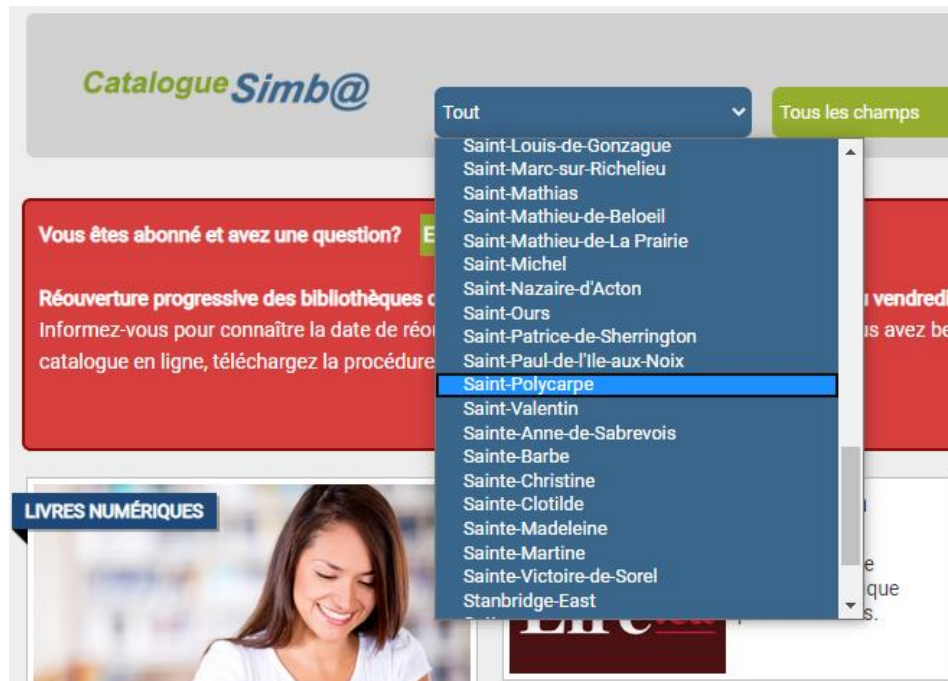 Catalogue Simb@
Tout
Tous les champs
Saint-Louis-de-Gonzague
Saint-Marc-sur-Richelieu
Saint-Mathias
Saint-Mathieu-de-Beloeil
Saint-Mathieu-de-La Prairie
Saint-Michel
Saint-Nazaire-d'Acton
Saint-Ours
Saint-Patrice-de-Sherrington
Saint-Paul-de-l'Ile-aux-Noix
Saint-Polycarpe
Saint-Valentin
Sainte-Anne-de-Sabrevois
Sainte-Barbe
Sainte-Christine
Sainte-Clotilde
Sainte-Madeleine
Sainte-Martine
Sainte-Victoire-de-Sorel
Stanbridge-East
Vous êtes abonné et avez une question? E
Réouverture progressive des bibliothèques vendredi
Informez-vous pour connaître la date de réou us avez be
catalogue en ligne, téléchargez la procédure
LIVRES NUMÉRIQUES
e
que
s.